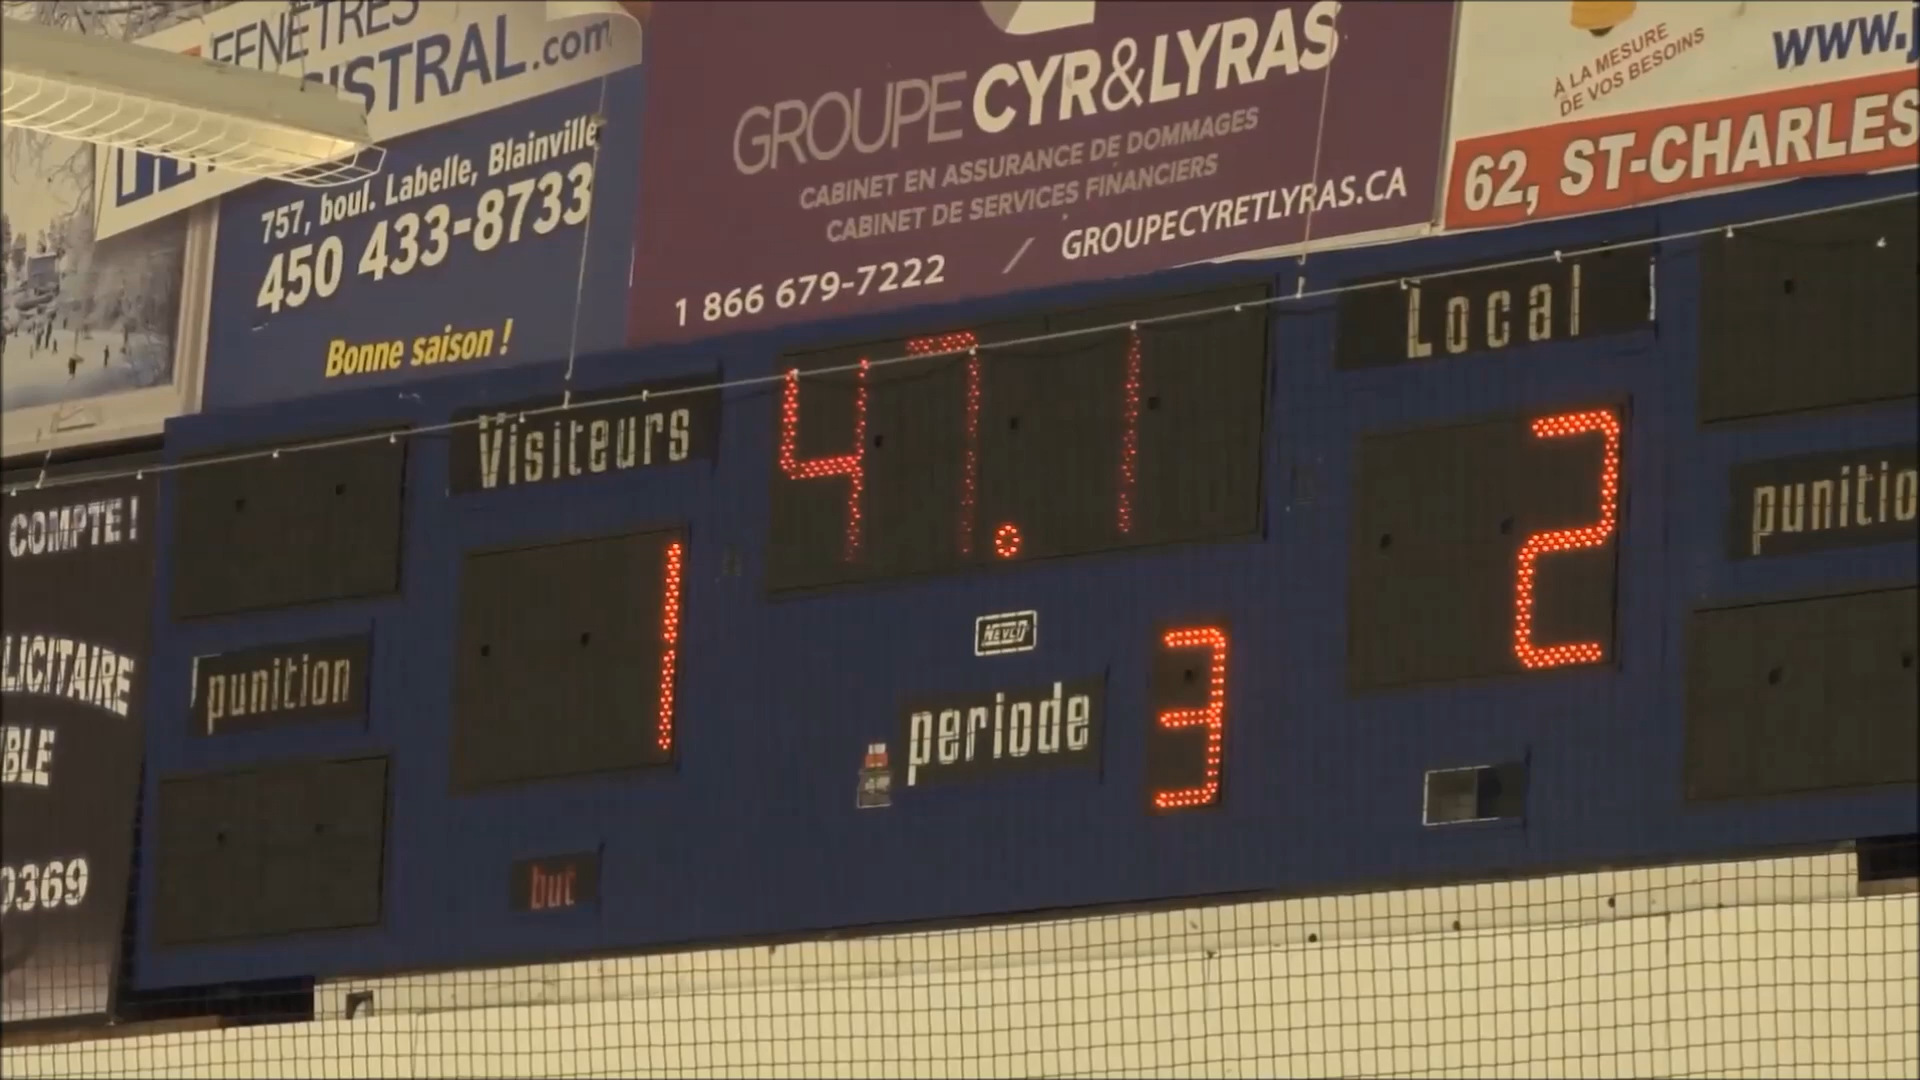 FENÊTRES
ISTRAL.com
757, boul. Labelle, Blainville
450 433-8733
Bonne saison !
GROUPE CYR&LYRAS
CABINET EN ASSURANCE DE DOMMAGES
CABINET DE SERVICES FINANCIERS
1 866 679-7222 / GROUPECYRETLYRAS.CA
À LA MESURE
DE VOS BESOINS
www.j
62, ST-CHARLES
COMPTE !
LICITAIRE
IBLE
0369
Visiteurs
47.1
Local
1
2
punition
punitio
NEVCO
periode
3
but